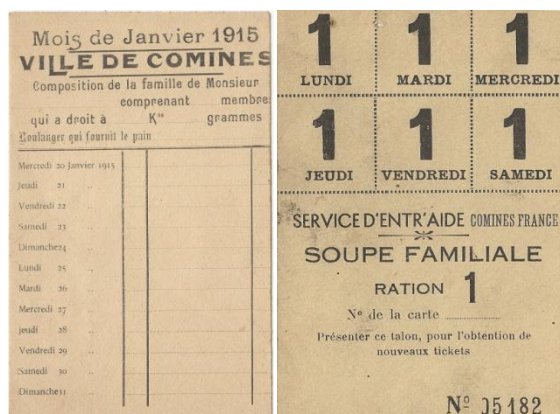 Mois de Janvier 1915
VILLE DE COMINES
Composition de la famille de Monsieur
comprenant membre
qui a droit à K^os grammes
Boulanger qui fournit le pain
Mercredi 20 Janvier 1915
Jeudi 21 ..
Vendredi 22 ..
Samedi 23 ..
Dimanche 24 ..
Lundi 25 ..
Mardi 26 ..
Mercredi 27 ..
Jeudi 28 ..
Vendredi 29 ..
Samedi 30 ..
Dimanche 31 ..
1 1 1
LUNDI MARDI MERCREDI
1 1 1
JEUDI VENDREDI SAMEDI
SERVICE D'ENTR'AIDE COMINES FRANCE
SOUPE FAMILIALE
RATION 1
N° de la carte
Présenter ce talon, pour l'obtention de
nouveaux tickets
N° 05182